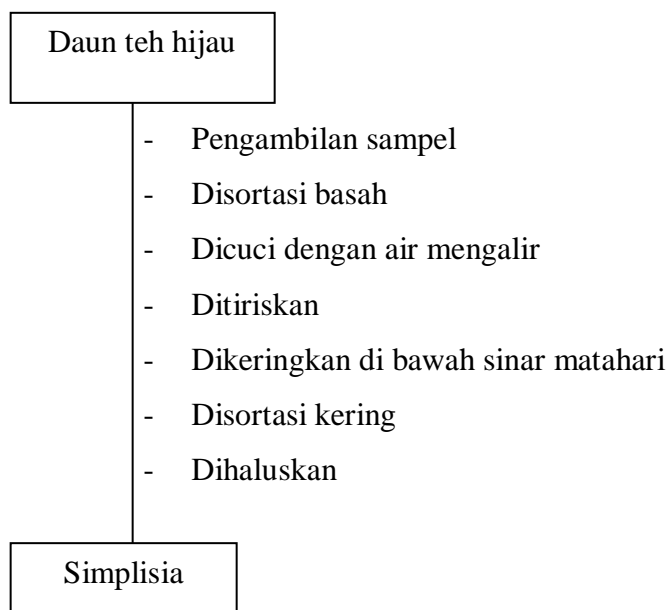 Daun teh hijau
- Pengambilan sampel
- Disortasi basah
- Dicuci dengan air mengalir
- Ditiriskan
- Dikeringkan di bawah sinar matahari
- Disortasi kering
- Dihaluskan
Simplisia